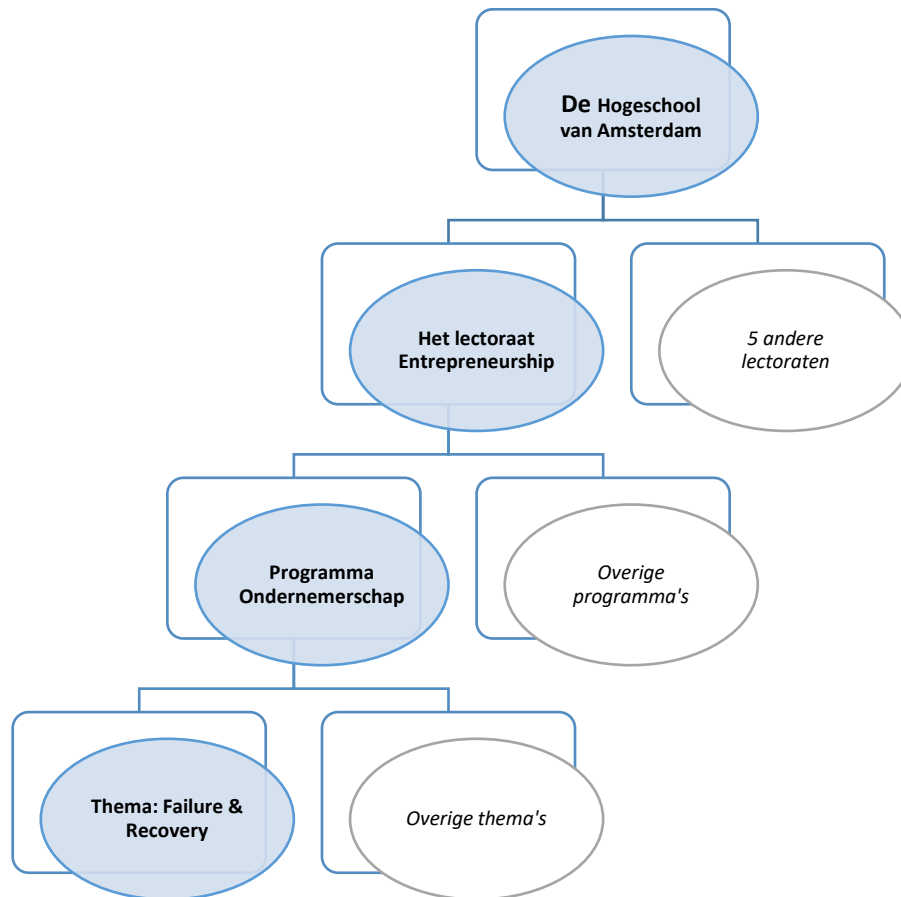 De Hogeschool
van Amsterdam
Het lectoraat
Entrepreneurship
5 andere
lectoraten
Programma
Ondernemerschap
Overige
programma's
Thema: Failure &
Recovery
Overige thema's